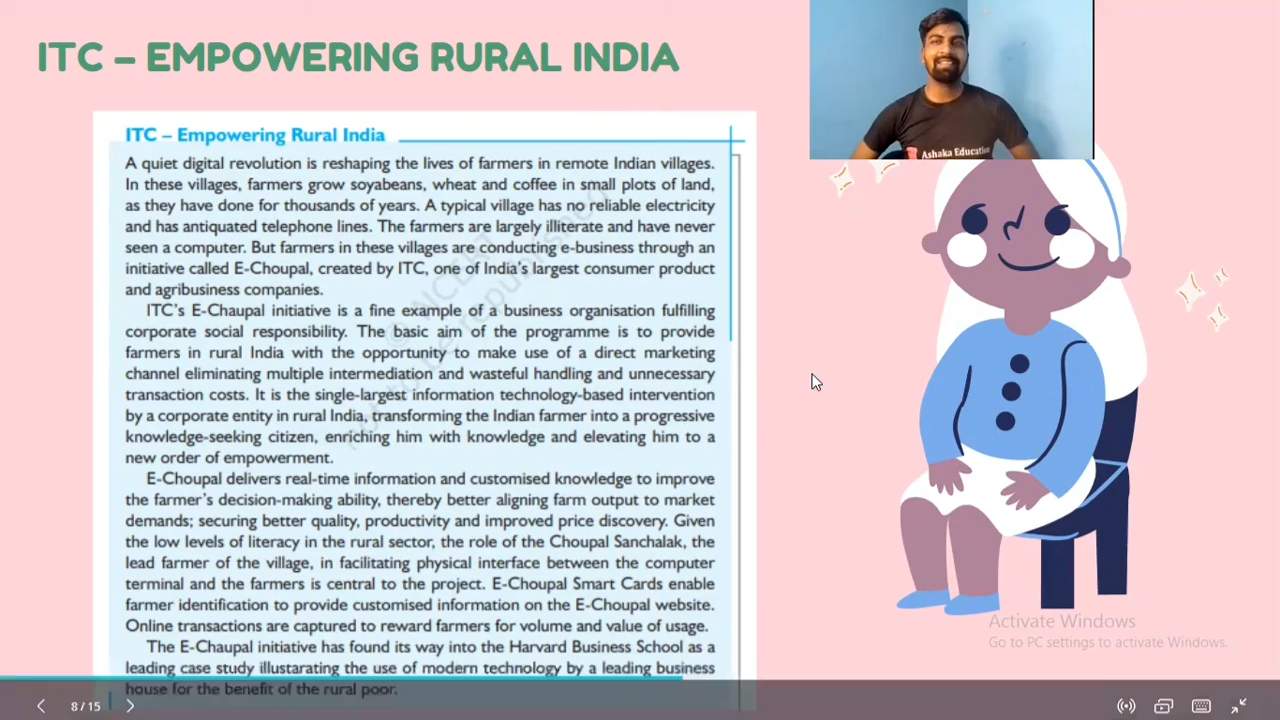 ITC – EMPOWERING RURAL INDIA
Ashaka Education
ITC – Empowering Rural India
A quiet digital revolution is reshaping the lives of farmers in remote Indian villages.
In these villages, farmers grow soyabeans, wheat and coffee in small plots of land,
as they have done for thousands of years. A typical village has no reliable electricity
and has antiquated telephone lines. The farmers are largely illiterate and have never
seen a computer. But farmers in these villages are conducting e-business through an
initiative called E-Choupal, created by ITC, one of India's largest consumer product
and agribusiness companies.
ITC's E-Chaupal initiative is a fine example of a business organisation fulfilling
corporate social responsibility. The basic aim of the programme is to provide
farmers in rural India with the opportunity to make use of a direct marketing
channel eliminating multiple intermediation and wasteful handling and unnecessary
transaction costs. It is the single-largest information technology-based intervention
by a corporate entity in rural India, transforming the Indian farmer into a progressive
knowledge-seeking citizen, enriching him with knowledge and elevating him to a
new order of empowerment.
E-Choupal delivers real-time information and customised knowledge to improve
the farmer's decision-making ability, thereby better aligning farm output to market
demands; securing better quality, productivity and improved price discovery. Given
the low levels of literacy in the rural sector, the role of the Choupal Sanchalak, the
lead farmer of the village, in facilitating physical interface between the computer
terminal and the farmers is central to the project. E-Choupal Smart Cards enable
farmer identification to provide customised information on the E-Choupal website.
Online transactions are captured to reward farmers for volume and value of usage.
The E-Chaupal initiative has found its way into the Harvard Business School as a
leading case study illustarating the use of modern technology by a leading business
house for the benefit of the rural poor.
© NCERT
not to be republished
Activate Windows
Go to PC settings to activate Windows.
8 / 15